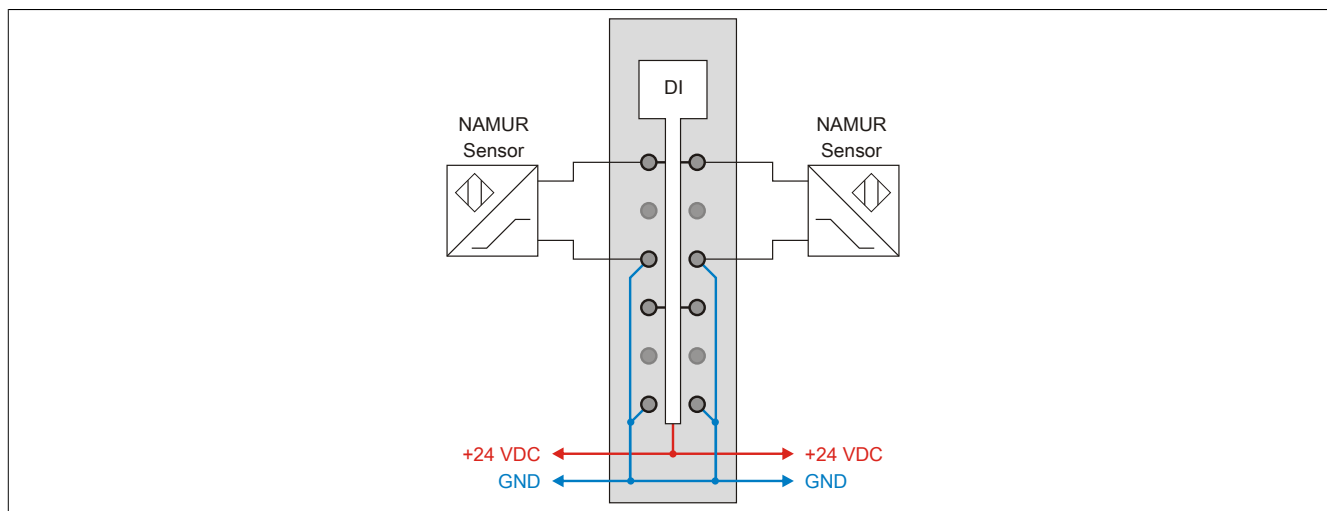 DI
NAMUR
Sensor
NAMUR
Sensor
+24 VDC
+24 VDC
GND
GND